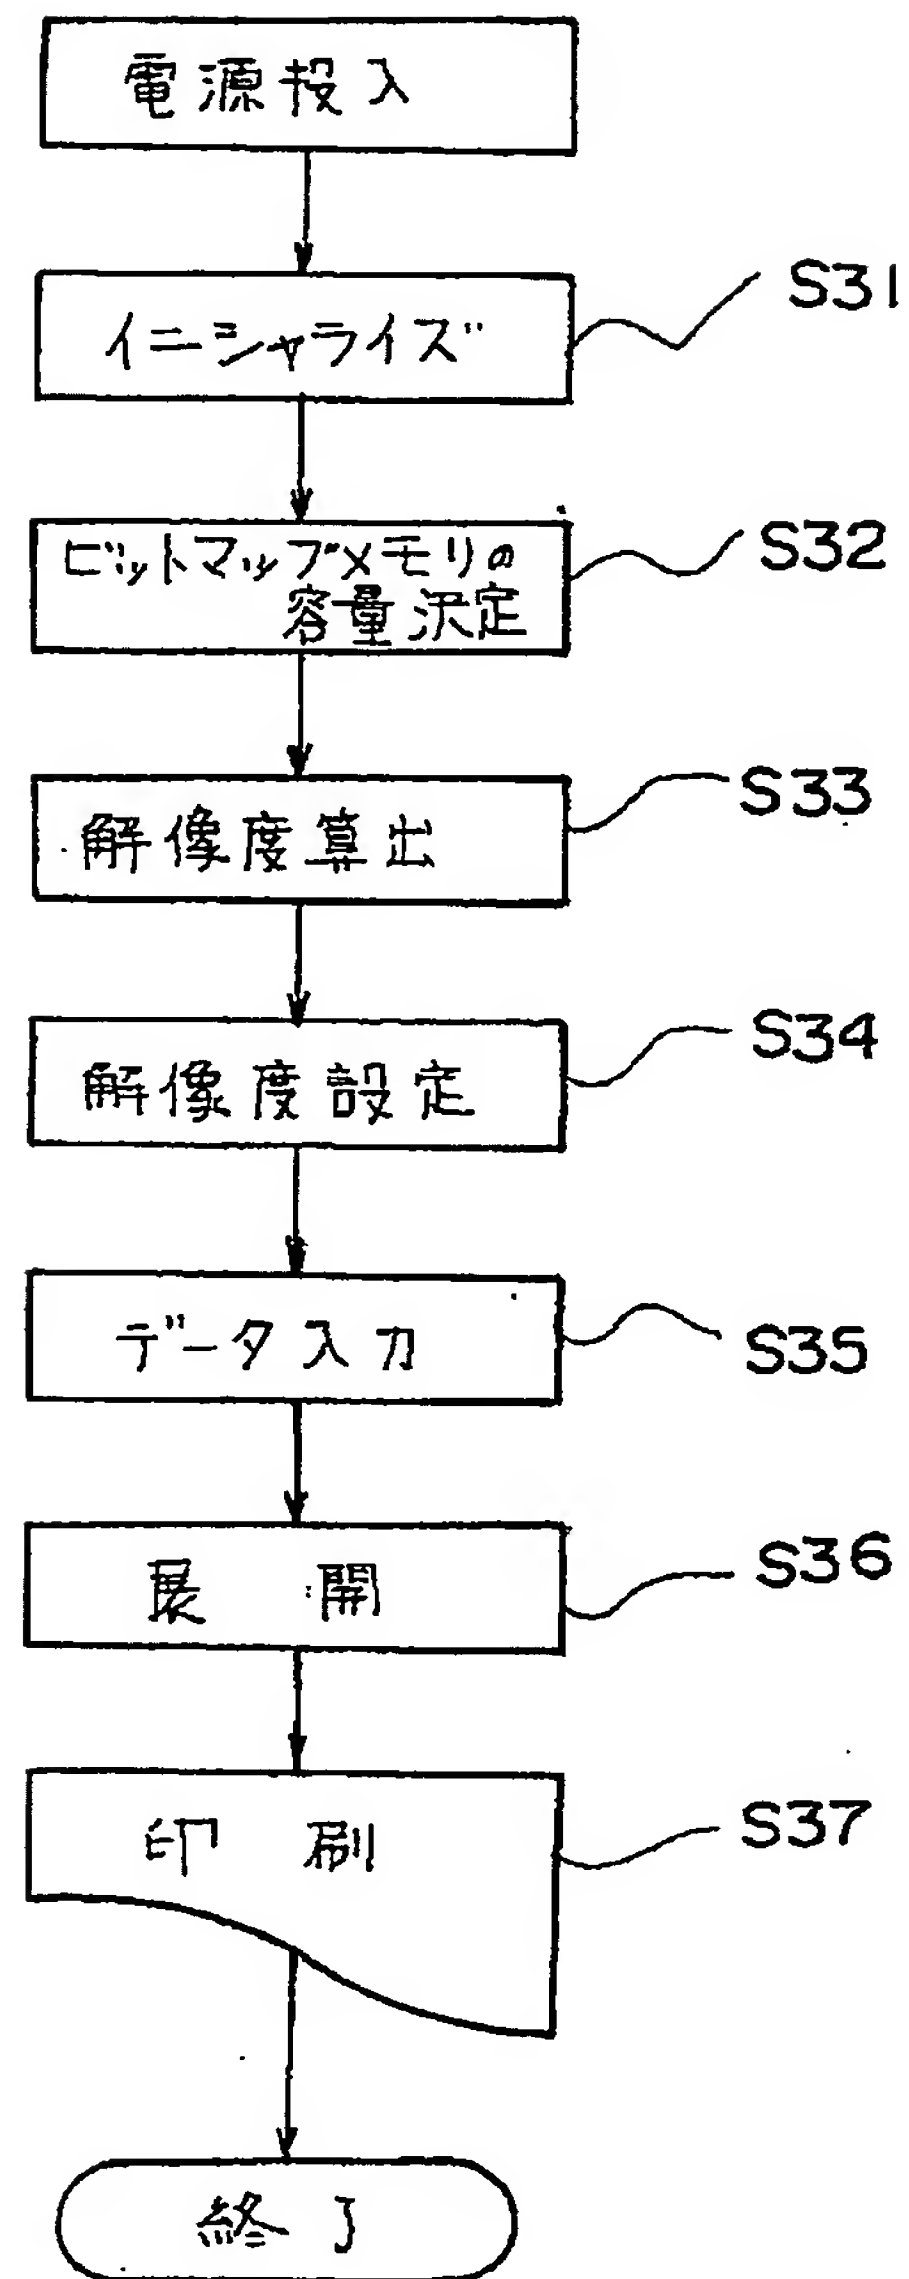 電源投入
イニシャライズ
S31
ビットマップメモリの
容量決定
S32
解像度算出
S33
解像度設定
S34
データ入力
S35
展 開
S36
印 刷
S37
終了